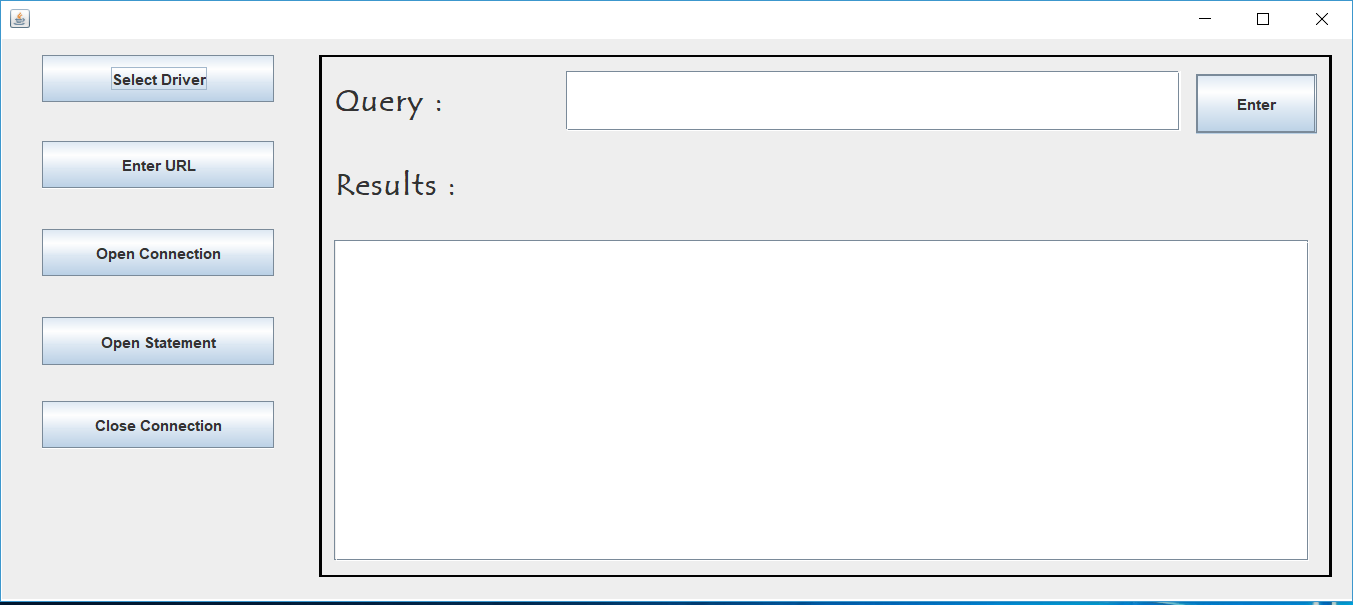 Select Driver
Enter URL
Open Connection
Open Statement
Close Connection
Query :
Enter
Results :